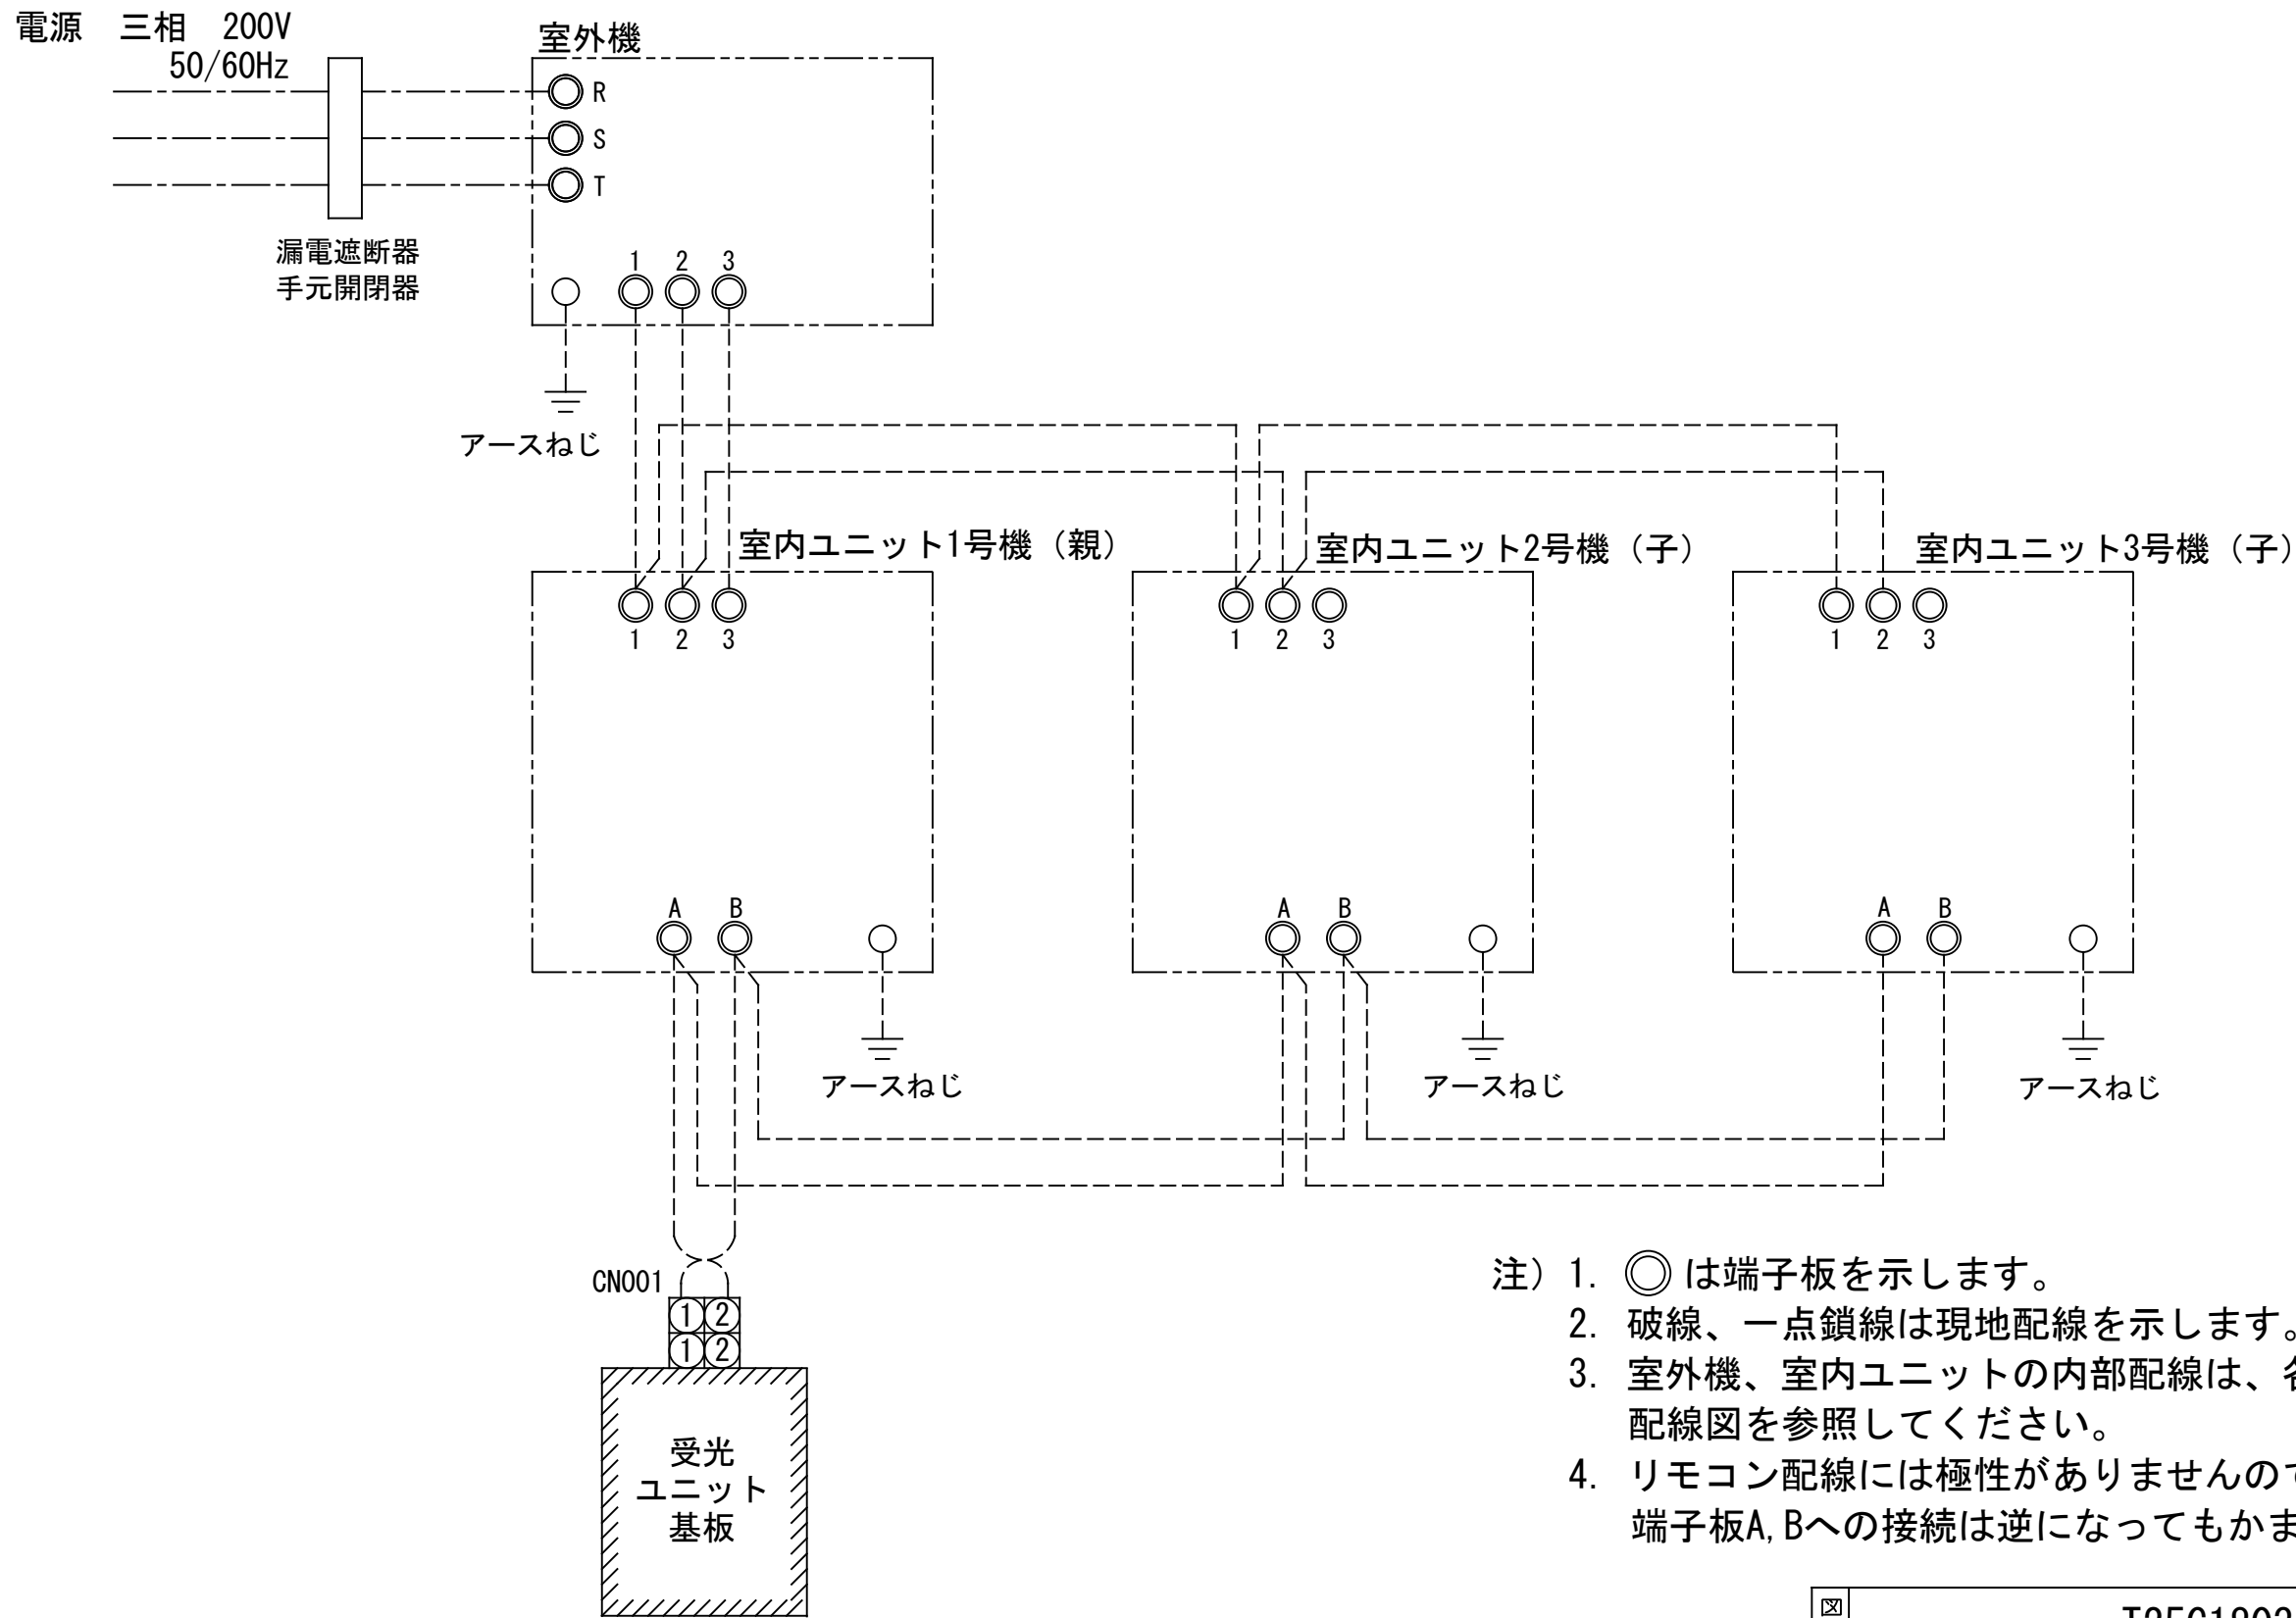 電源 三相 200V
50/60Hz
室外機
R
S
T
漏電遮断器
手元開閉器
1 2 3
アースねじ
室内ユニット1号機（親）
室内ユニット2号機（子）
室内ユニット3号機（子）
1 2 3
1 2 3
1 2 3
A B
A B
A B
アースねじ
アースねじ
アースねじ
CN001
1 2
1 2
受光
ユニット
基板
注）1. ◎ は端子板を示します。
2. 破線、一点鎖線は現地配線を示します。
3. 室外機、室内ユニットの内部配線は、
配線図を参照してください。
4. リモコン配線には極性がありませんので
端子板A,Bへの接続は逆になってもかま
図